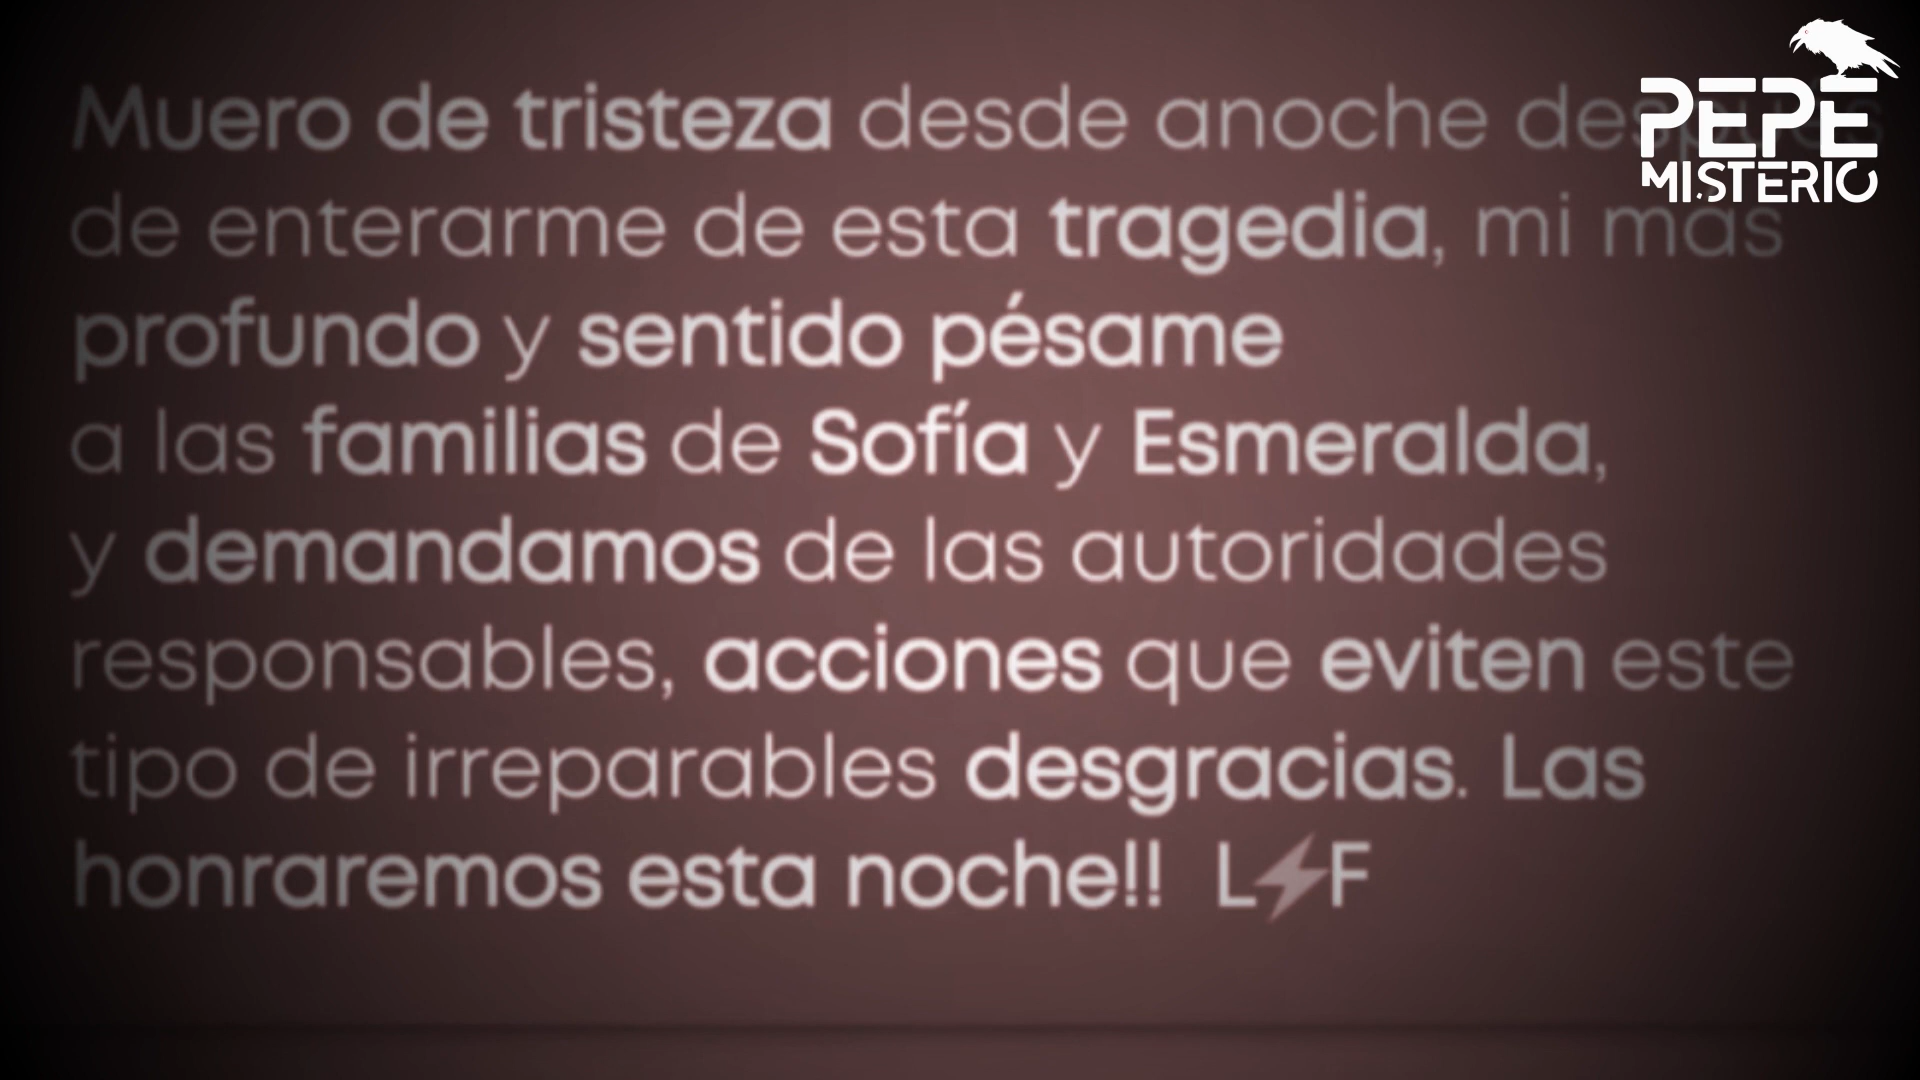 Muero de tristeza desde anoche después
de enterarme de esta tragedia, mi más
profundo y sentido pésame
a las familias de Sofía y Esmeralda,
y demandamos de las autoridades
responsables, acciones que eviten este
tipo de irreparables desgracias. Las
honraremos esta noche!! L⚡F
PEPE
MISTERIO